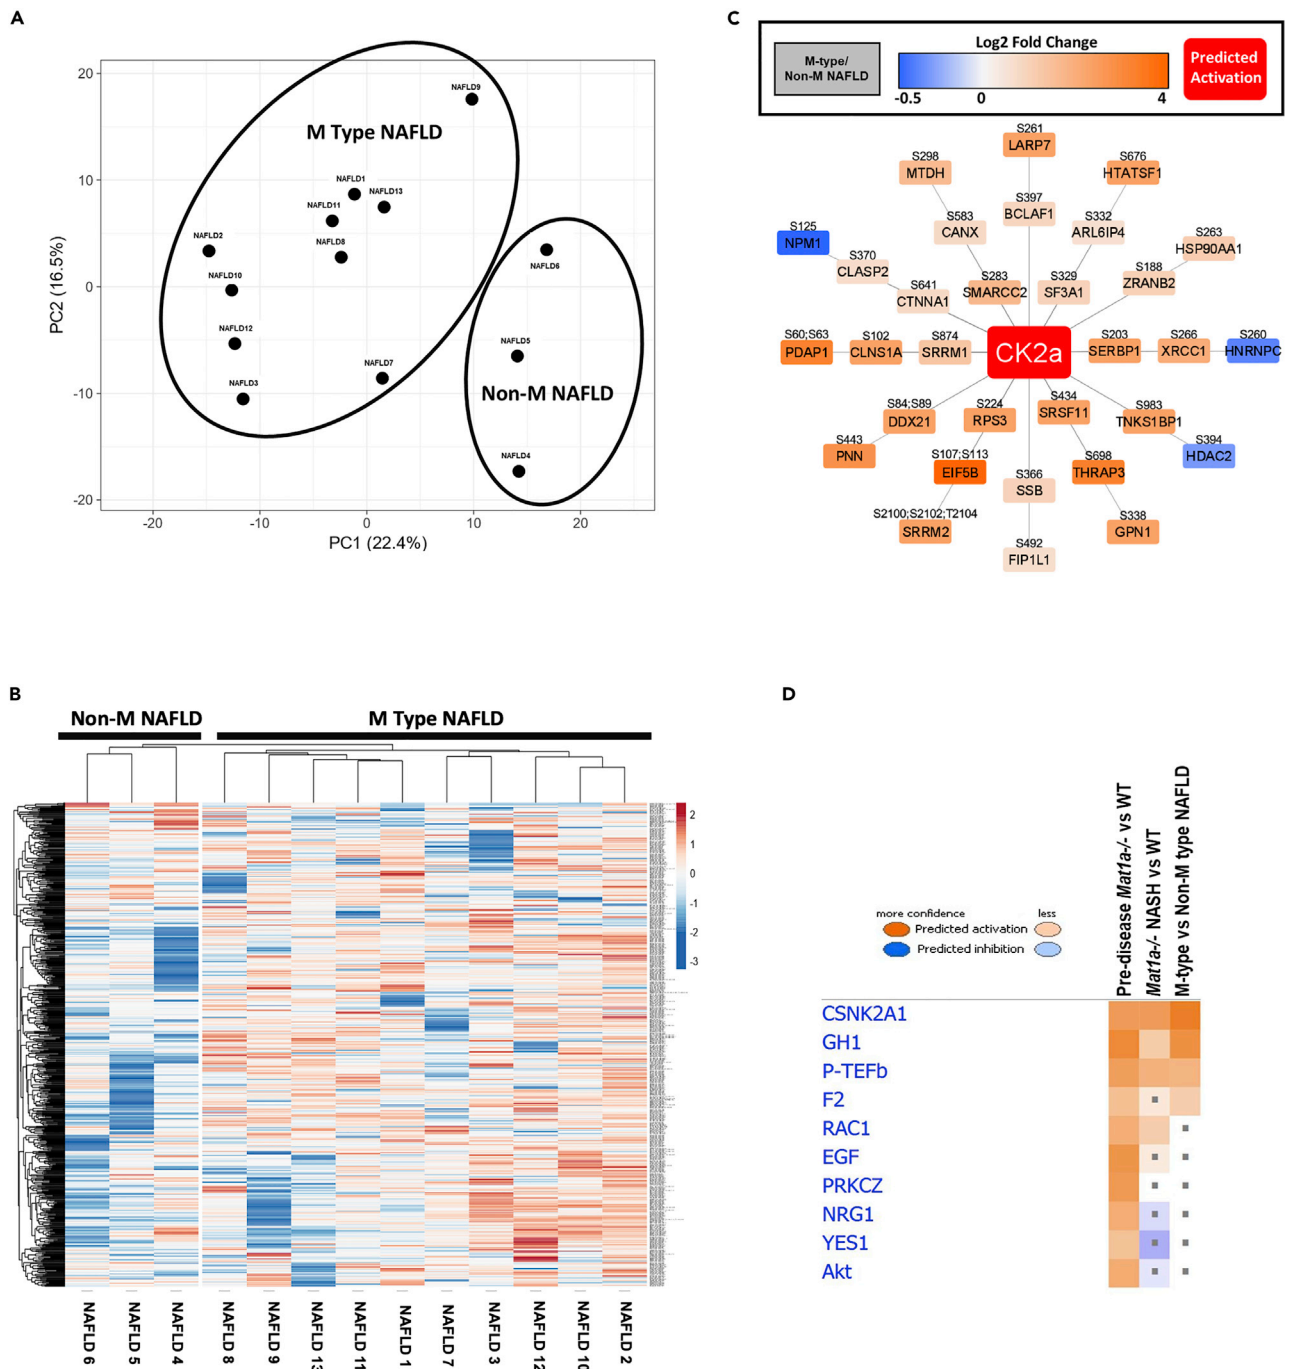 A
20
10
0
-10
-20
PC2 (16.5%)
-20
-10
0
10
20
PC1 (22.4%)
M Type NAFLD
Non-M NAFLD
NAFLD9
NAFLD1
NAFLD13
NAFLD11
NAFLD8
NAFLD2
NAFLD10
NAFLD12
NAFLD3
NAFLD7
NAFLD6
NAFLD5
NAFLD4
C
M-type/
Non-M NAFLD
Log2 Fold Change
-0.5
0
4
Predicted
Activation
S261
LARP7
S298
MTDH
S676
HTATSF1
S397
BCLAF1
S583
CANX
S332
ARL6IP4
S125
NPM1
S263
HSP90AA1
S370
CLASP2
S188
ZRANB2
S641
CTNNA1
S283
SMARCC2
S329
SF3A1
S60;S63
PDAP1
S102
CLNS1A
S874
SRRM1
CK2a
S203
SERBP1
S266
XRCC1
S260
HNRNPC
S84;S89
DDX21
S224
RPS3
S434
SRSF11
S983
TNKS1BP1
S443
PNN
S107;S113
EIF5B
S366
SSB
S698
THRAP3
S394
HDAC2
S2100;S2102;T2104
SRRM2
S338
GPN1
S492
FIP1L1
B
Non-M NAFLD
M Type NAFLD
2
1
0
-1
-2
-3
NAFLD 6
NAFLD 5
NAFLD 4
NAFLD 8
NAFLD 9
NAFLD 13
NAFLD 11
NAFLD 1
NAFLD 7
NAFLD 3
NAFLD 12
NAFLD 10
NAFLD 2
D
more confidence
less
Predicted activation
Predicted inhibition
Pre-disease Mat1a-/- vs WT
Mat1a-/- NASH vs WT
M-type vs Non-M type NAFLD
CSNK2A1
GH1
P-TEFb
F2
RAC1
EGF
PRKCZ
NRG1
YES1
Akt